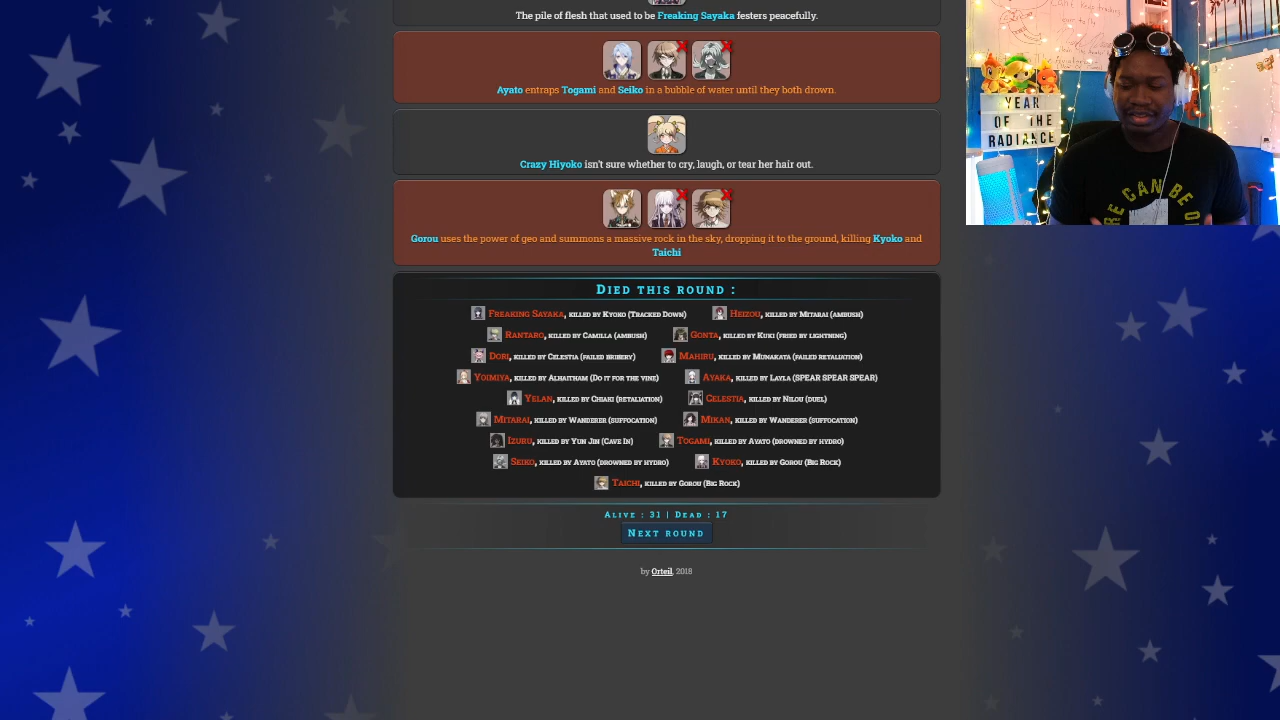 The pile of flesh that used to be Freaking Sayaka festers peacefully.
Ayato entraps Togami and Seiko in a bubble of water until they both drown.
Crazy Hiyoko isn't sure whether to cry, laugh, or tear her hair out.
Gorou uses the power of geo and summons a massive rock in the sky, dropping it to the ground, killing Kyoko and
Taichi
Died this round :
Freaking Sayaka, killed by Kyoko (Tracked Down) Heizou, killed by Mitarai (ambush)
Rantaro, killed by Camilla (ambush) Gonta, killed by Kuki (fried by lightning)
Dori, killed by Celestia (failed bribery) Mahiru, killed by Munakata (failed retaliation)
Yoimiya, killed by Alhaitham (Do it for the vine) Ayaka, killed by Layla (SPEAR SPEAR SPEAR)
Yelan, killed by Chiaki (retaliation) Celestia, killed by Nilou (duel)
Mitarai, killed by Wanderer (suffocation) Mikan, killed by Wanderer (suffocation)
Izuru, killed by Yun Jin (Cave In) Togami, killed by Ayato (drowned by hydro)
Seiko, killed by Ayato (drowned by hydro) Kyoko, killed by Gorou (Big Rock)
Taichi, killed by Gorou (Big Rock)
Alive : 31 | Dead : 17
Next round
by Orteil, 2018
YEAR
OF THE
RADIANCE
CAN BE